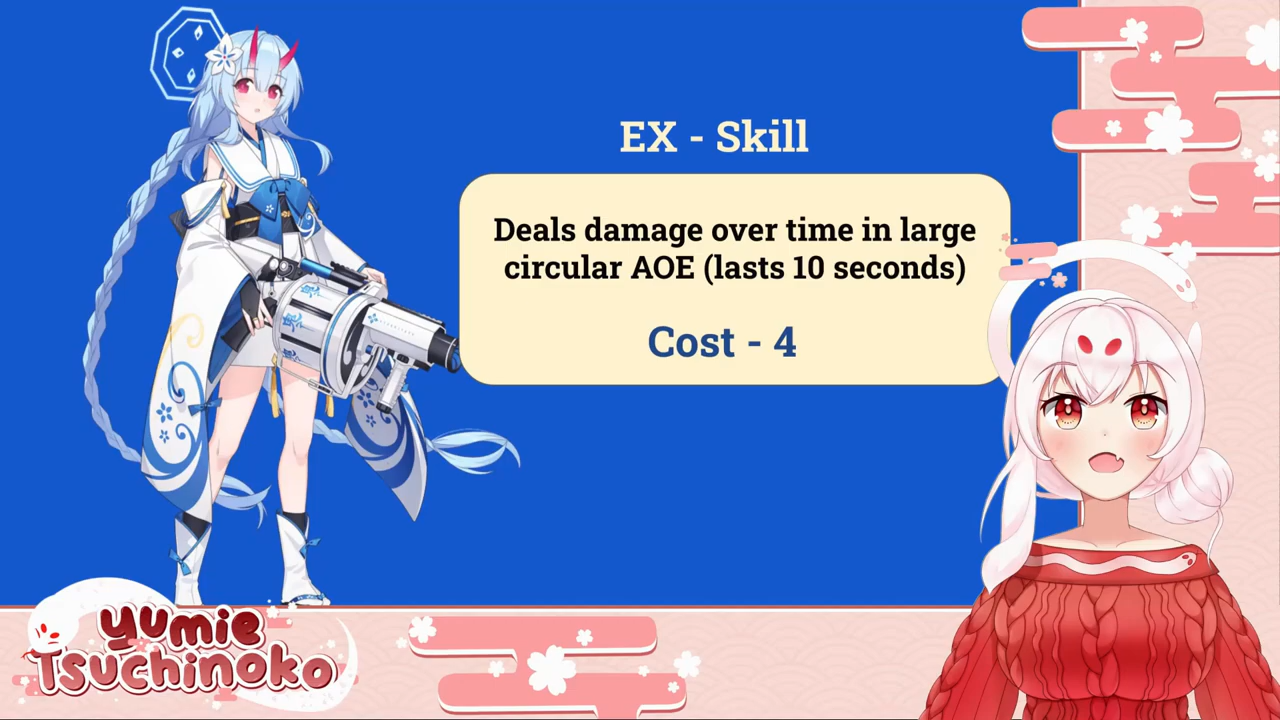 EX - Skill
Deals damage over time in large
circular AOE (lasts 10 seconds)
Cost - 4
yumie
Tsuchinoko